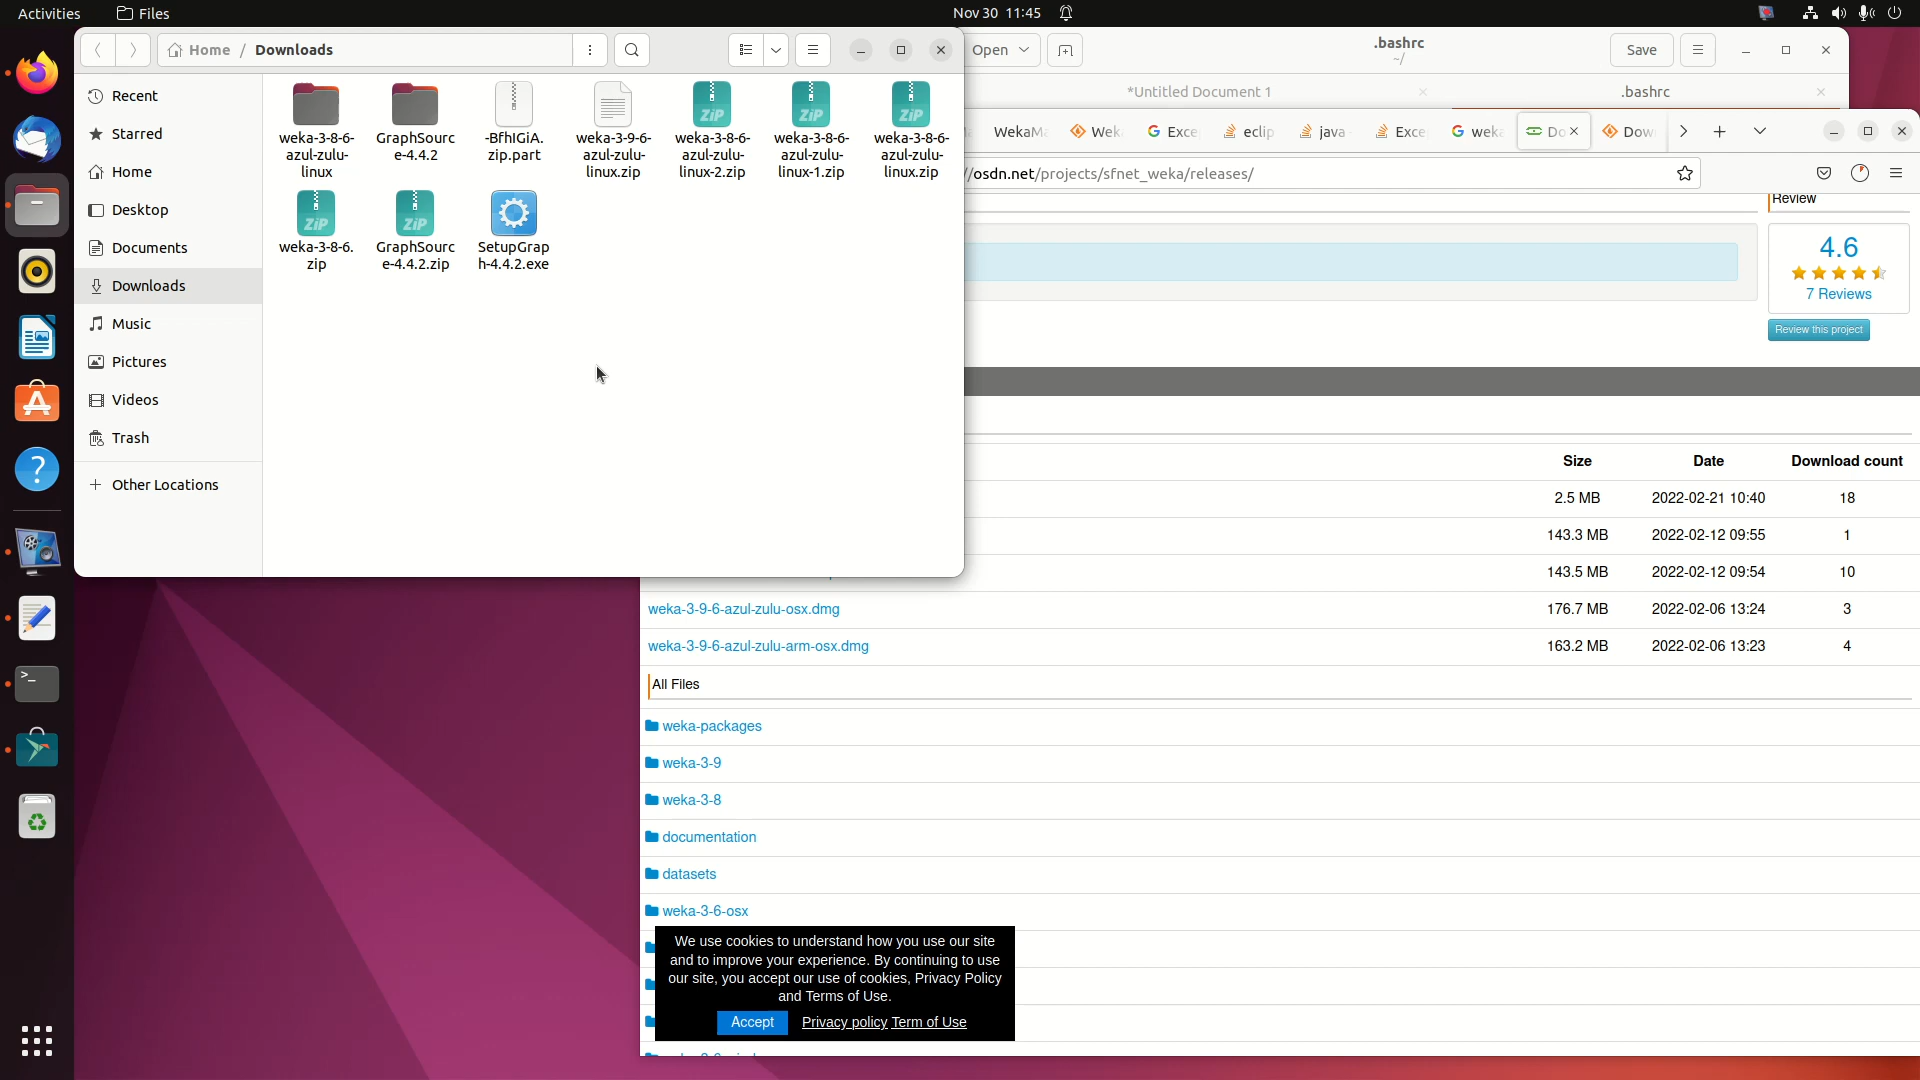 Activities
Files
Nov 30 11:45
Home / Downloads
Open
.bashrc
~/
Save
*Untitled Document 1
.bashrc
Recent
Starred
Home
Desktop
Documents
Downloads
Music
Pictures
Videos
Trash
Other Locations
weka-3-8-6-
azul-zulu-
linux
GraphSourc
e-4.4.2
-BfhIGiA.
zip.part
weka-3-9-6-
azul-zulu-
linux.zip
weka-3-8-6-
azul-zulu-
linux-2.zip
weka-3-8-6-
azul-zulu-
linux-1.zip
weka-3-8-6-
azul-zulu-
linux.zip
weka-3-8-6.
zip
GraphSourc
e-4.4.2.zip
SetupGrap
h-4.4.2.exe
WekaMa
Wek
Exce
eclip
java
Exce
weka
Do
Dow
/osdn.net/projects/sfnet_weka/releases/
Review
4.6
7 Reviews
Review this project
Size Date Download count
2.5 MB 2022-02-21 10:40 18
143.3 MB 2022-02-12 09:55 1
143.5 MB 2022-02-12 09:54 10
weka-3-9-6-azul-zulu-osx.dmg 176.7 MB 2022-02-06 13:24 3
weka-3-9-6-azul-zulu-arm-osx.dmg 163.2 MB 2022-02-06 13:23 4
All Files
weka-packages
weka-3-9
weka-3-8
documentation
datasets
weka-3-6-osx
We use cookies to understand how you use our site
and to improve your experience. By continuing to use
our site, you accept our use of cookies, Privacy Policy
and Terms of Use.
Accept Privacy policy Term of Use